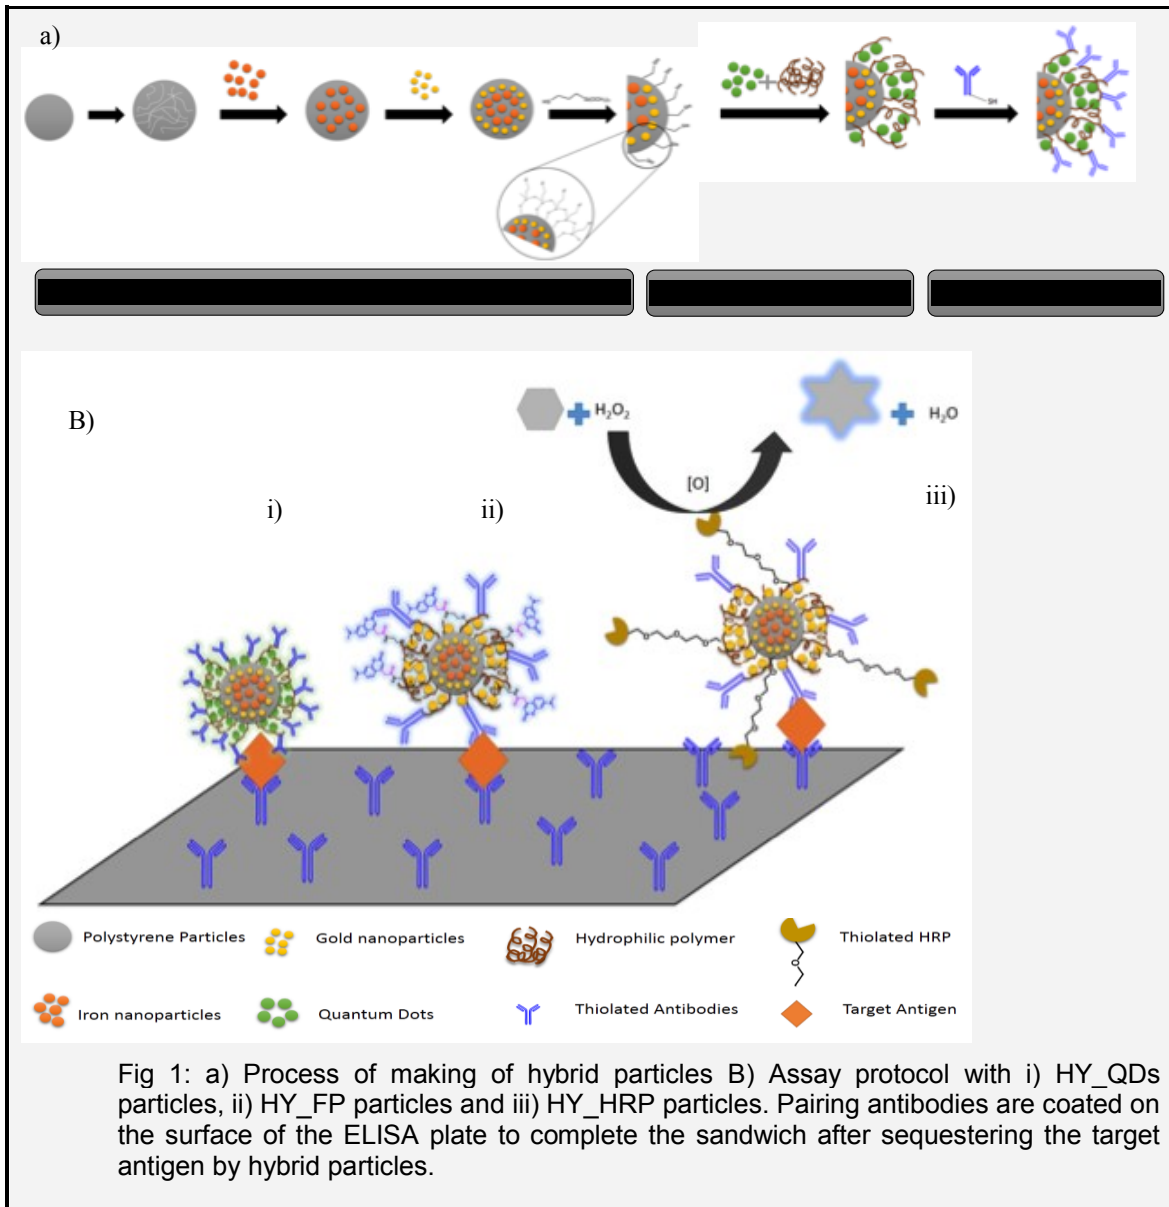 a)
SH
B)
H₂O₂
H₂O
[O]
i)
ii)
iii)
Polystyrene Particles
Gold nanoparticles
Hydrophilic polymer
Thiolated HRP
Iron nanoparticles
Quantum Dots
Thiolated Antibodies
Target Antigen
Fig 1: a) Process of making of hybrid particles B) Assay protocol with i) HY_QDs
particles, ii) HY_FP particles and iii) HY_HRP particles. Pairing antibodies are coated on
the surface of the ELISA plate to complete the sandwich after sequestering the target
antigen by hybrid particles.